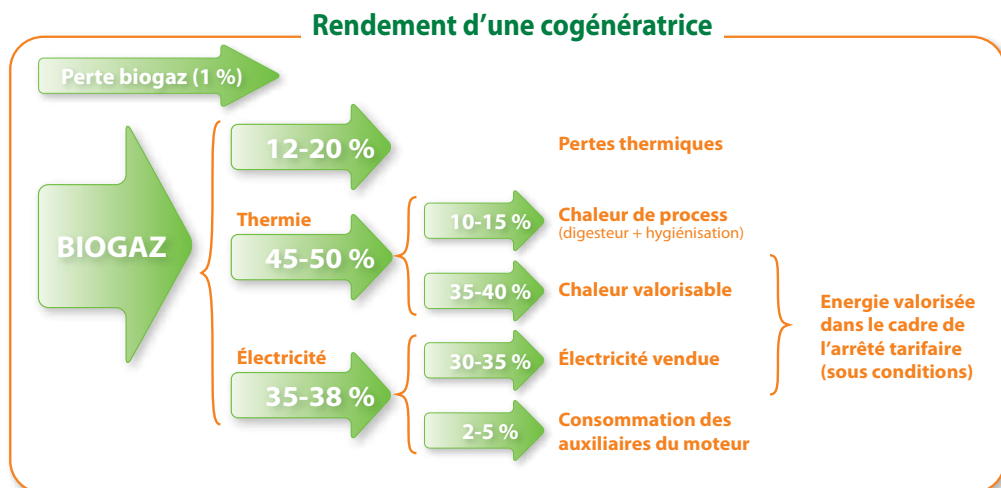 Rendement d’une cogénératrice
Perte biogaz (1 %)
BIOGAZ
12-20 %
Pertes thermiques
Thermie
45-50 %
10-15 %
Chaleur de process
(digesteur + hygiénisation)
35-40 %
Chaleur valorisable
Électricité
35-38 %
30-35 %
Électricité vendue
2-5 %
Consommation des
auxiliaires du moteur
Energie valorisée
dans le cadre de
l’arrêté tarifaire
(sous conditions)